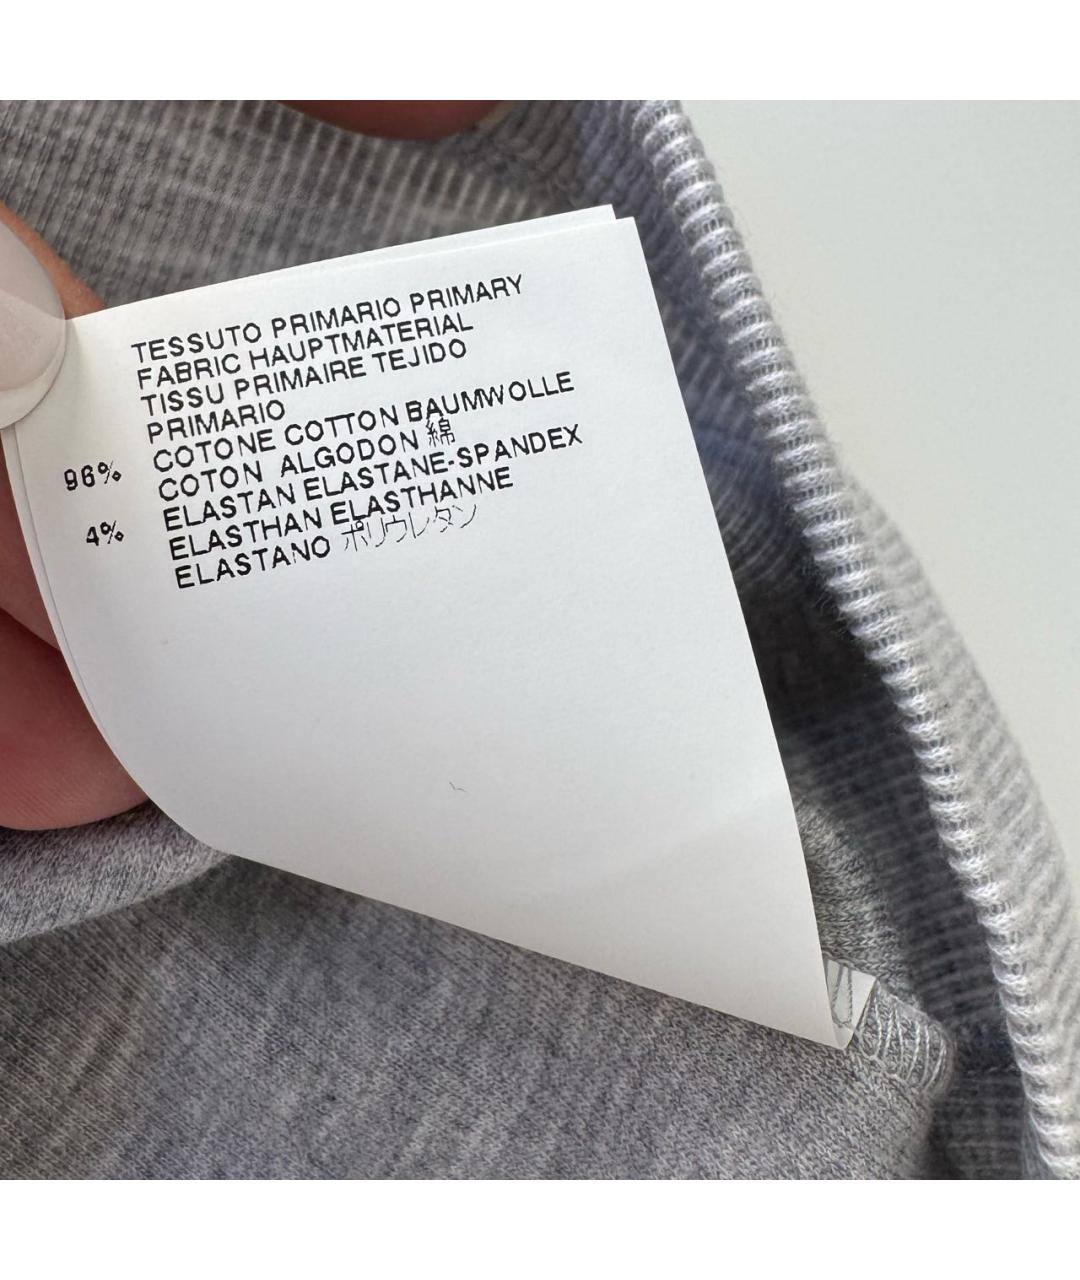 TESSUTO PRIMARIO PRIMARY
FABRIC HAUPTMATERIAL
TISSU PRIMAIRE TEJIDO
PRIMARIO
96% COTONE COTTON BAUMWOLLE
COTON ALGODON 綿
4% ELASTAN ELASTANE-SPANDEX
ELASTHAN ELASTHANNE
ELASTANO ポリウレタン